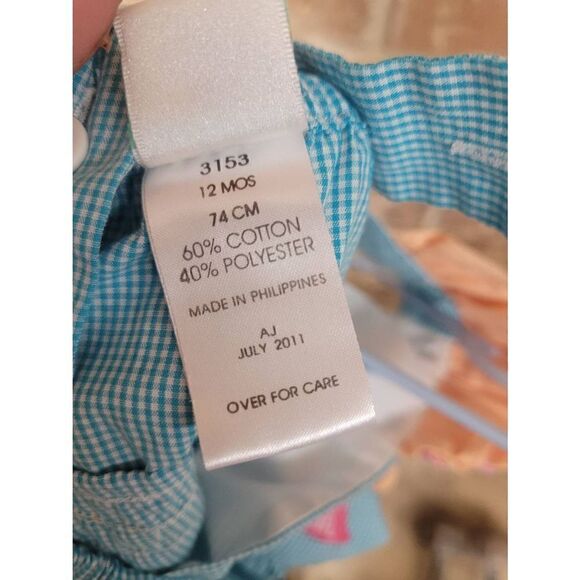 3153
12 MOS
74 CM
60% COTTON
40% POLYESTER
MADE IN PHILIPPINES
AJ
JULY 2011
OVER FOR CARE